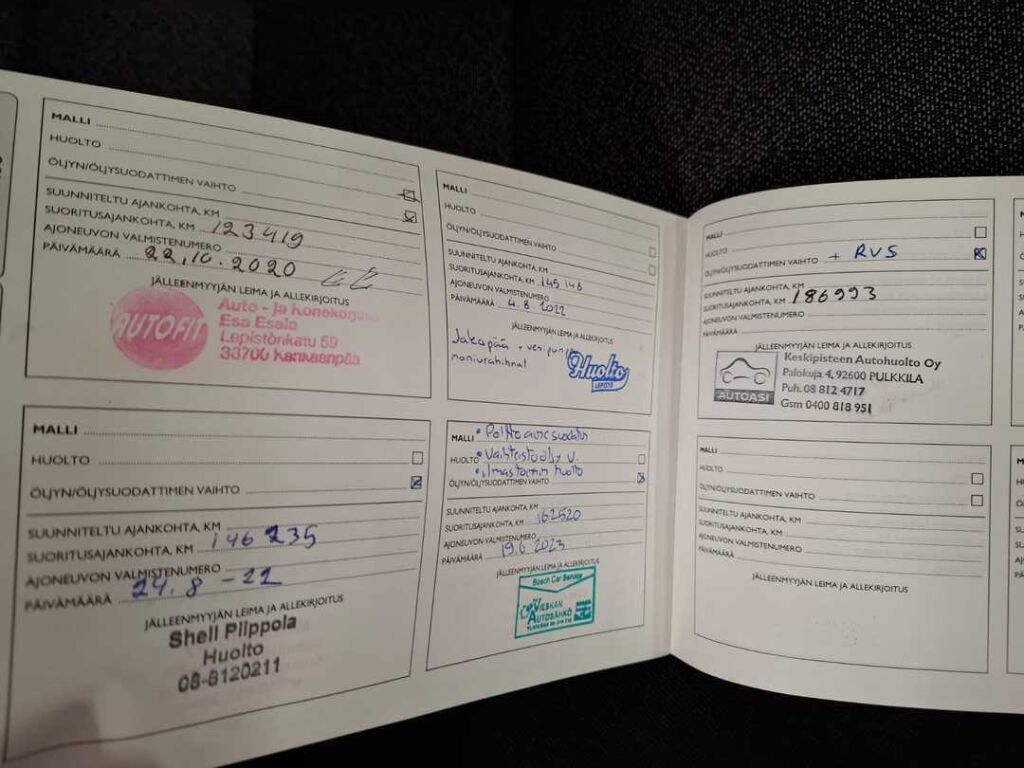 MALLI
HUOLTO
ÖLJYN/ÖLJYSUODATTIMEN VAIHTO
SUUNNITELTU AJANKOHTA, KM
SUORITUSAJANKOHTA, KM 123419
AJONEUVON VALMISTENUMERO
PÄIVÄMÄÄRÄ 22.10.2020
JÄLLEENMYYJÄN LEIMA JA ALLEKIRJOITUS
AUTOFIT
Auto - ja Konekorjaus
Esa Esala
Lepistönkatu 59
38700 Kankaanpää
MALLI
HUOLTO
ÖLJYN/ÖLJYSUODATTIMEN VAIHTO
SUUNNITELTU AJANKOHTA, KM
SUORITUSAJANKOHTA, KM 146235
AJONEUVON VALMISTENUMERO
PÄIVÄMÄÄRÄ 24.8-22
JÄLLEENMYYJÄN LEIMA JA ALLEKIRJOITUS
Shell Piippola
Huolto
08-8120211
MALLI
HUOLTO
ÖLJYN/ÖLJYSUODATTIMEN VAIHTO
SUUNNITELTU AJANKOHTA, KM
SUORITUSAJANKOHTA, KM 145 148
AJONEUVON VALMISTENUMERO
PÄIVÄMÄÄRÄ 4.8.2022
JÄLLEENMYYJÄN LEIMA JA ALLEKIRJOITUS
Jakopää + vesipumppu
moniurahihnat
Huolto
MALLI • Polttoainesuodatin
HUOLTO • Vaihteistoöljy v.
• ilmastoinnin huolto
ÖLJYN/ÖLJYSUODATTIMEN VAIHTO
SUUNNITELTU AJANKOHTA, KM
SUORITUSAJANKOHTA, KM 162520
AJONEUVON VALMISTENUMERO
PÄIVÄMÄÄRÄ 19.6.2023
JÄLLEENMYYJÄN LEIMA JA ALLEKIRJOITUS
Bosch Car Service
VIESKAN
AUTOSÄHKÖ
MALLI
HUOLTO
ÖLJYN/ÖLJYSUODATTIMEN VAIHTO + RVS
SUUNNITELTU AJANKOHTA, KM
SUORITUSAJANKOHTA, KM 186993
AJONEUVON VALMISTENUMERO
PÄIVÄMÄÄRÄ
JÄLLEENMYYJÄN LEIMA JA ALLEKIRJOITUS
AUTOASI
Keskipisteen Autohuolto Oy
Palokuja 4, 92600 PULKKILA
Puh. 08 812 4717
Gsm 0400 818 951
MALLI
HUOLTO
ÖLJYN/ÖLJYSUODATTIMEN VAIHTO
SUUNNITELTU AJANKOHTA, KM
SUORITUSAJANKOHTA, KM
AJONEUVON VALMISTENUMERO
PÄIVÄMÄÄRÄ
JÄLLEENMYYJÄN LEIMA JA ALLEKIRJOITUS